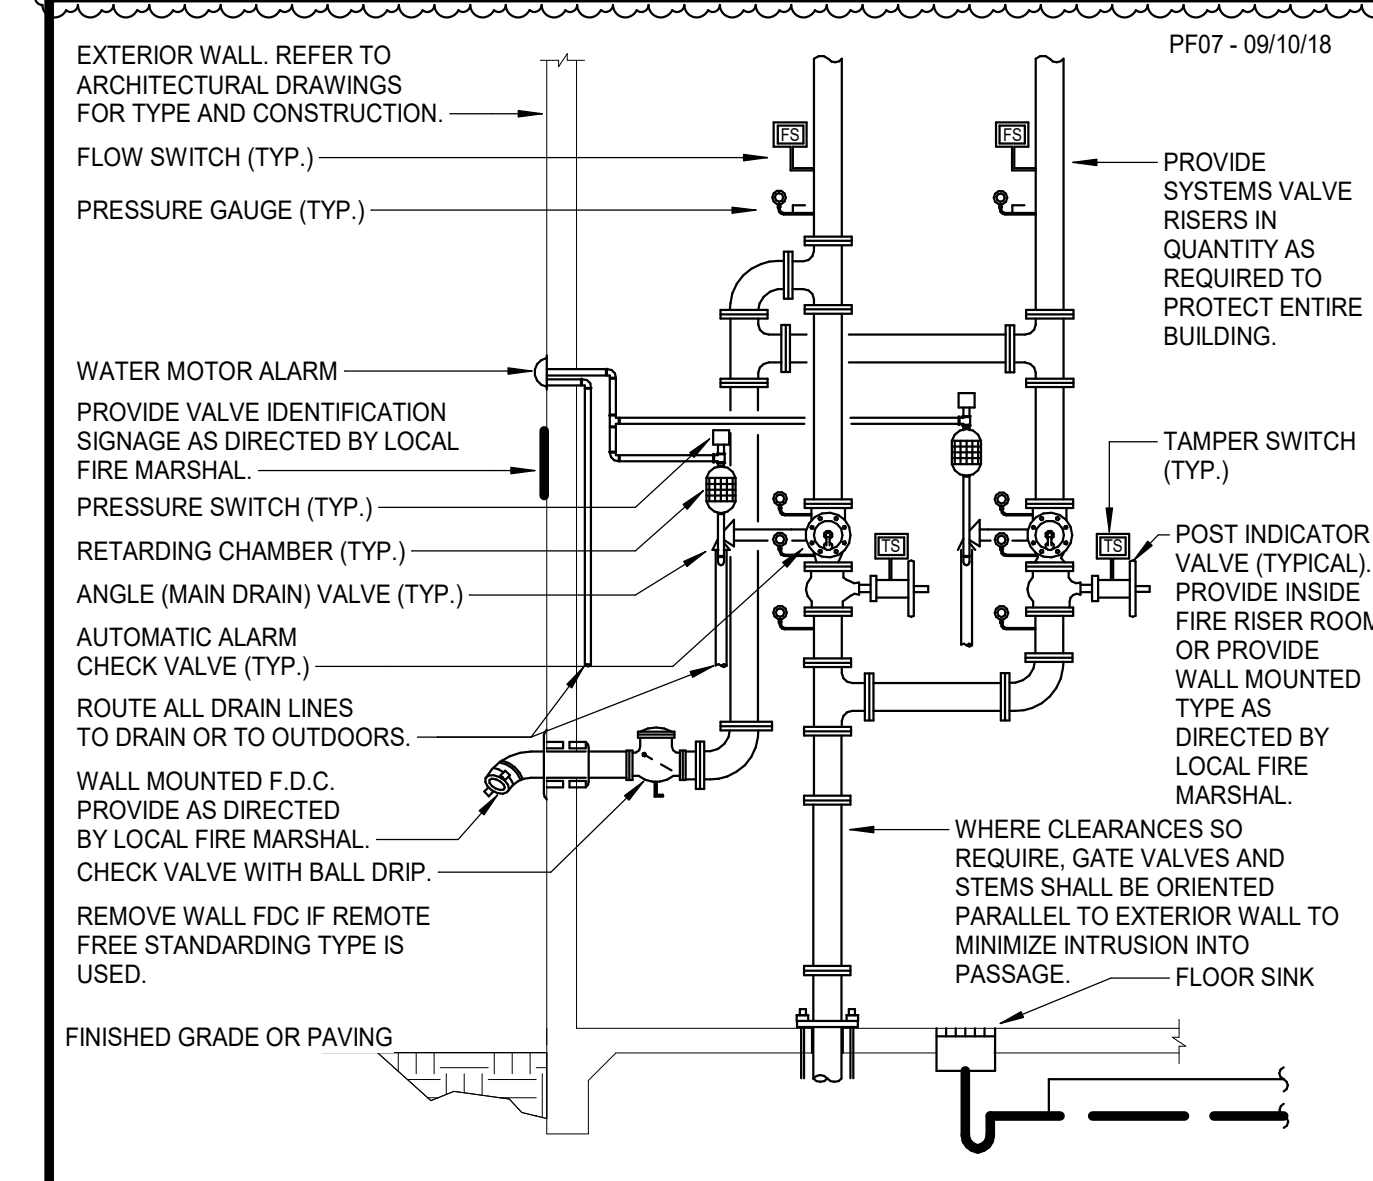 PF07 - 09/10/18
EXTERIOR WALL. REFER TO
ARCHITECTURAL DRAWINGS
FOR TYPE AND CONSTRUCTION.
FLOW SWITCH (TYP.)
PRESSURE GAUGE (TYP.)
FS
FS
PROVIDE
SYSTEMS VALVE
RISERS IN
QUANTITY AS
REQUIRED TO
PROTECT ENTIRE
BUILDING.
WATER MOTOR ALARM
PROVIDE VALVE IDENTIFICATION
SIGNAGE AS DIRECTED BY LOCAL
FIRE MARSHAL.
PRESSURE SWITCH (TYP.)
RETARDING CHAMBER (TYP.)
ANGLE (MAIN DRAIN) VALVE (TYP.)
AUTOMATIC ALARM
CHECK VALVE (TYP.)
ROUTE ALL DRAIN LINES
TO DRAIN OR TO OUTDOORS.
WALL MOUNTED F.D.C.
PROVIDE AS DIRECTED
BY LOCAL FIRE MARSHAL.
CHECK VALVE WITH BALL DRIP.
REMOVE WALL FDC IF REMOTE
FREE STANDARDING TYPE IS
USED.
FINISHED GRADE OR PAVING
TAMPER SWITCH
(TYP.)
TS
TS
POST INDICATOR
VALVE (TYPICAL).
PROVIDE INSIDE
FIRE RISER ROOM
OR PROVIDE
WALL MOUNTED
TYPE AS
DIRECTED BY
LOCAL FIRE
MARSHAL.
WHERE CLEARANCES SO
REQUIRE, GATE VALVES AND
STEMS SHALL BE ORIENTED
PARALLEL TO EXTERIOR WALL TO
MINIMIZE INTRUSION INTO
PASSAGE.
FLOOR SINK